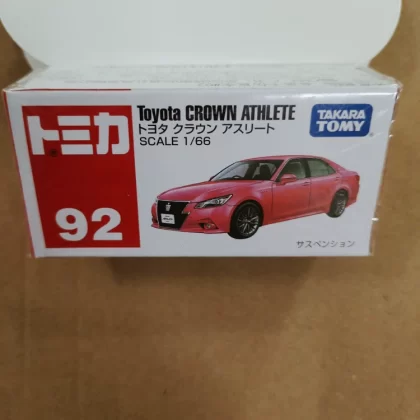 トミカ
92
Toyota CROWN ATHLETE
トヨタ クラウン アスリート
SCALE 1/66
TAKARA
TOMY
サスペンション